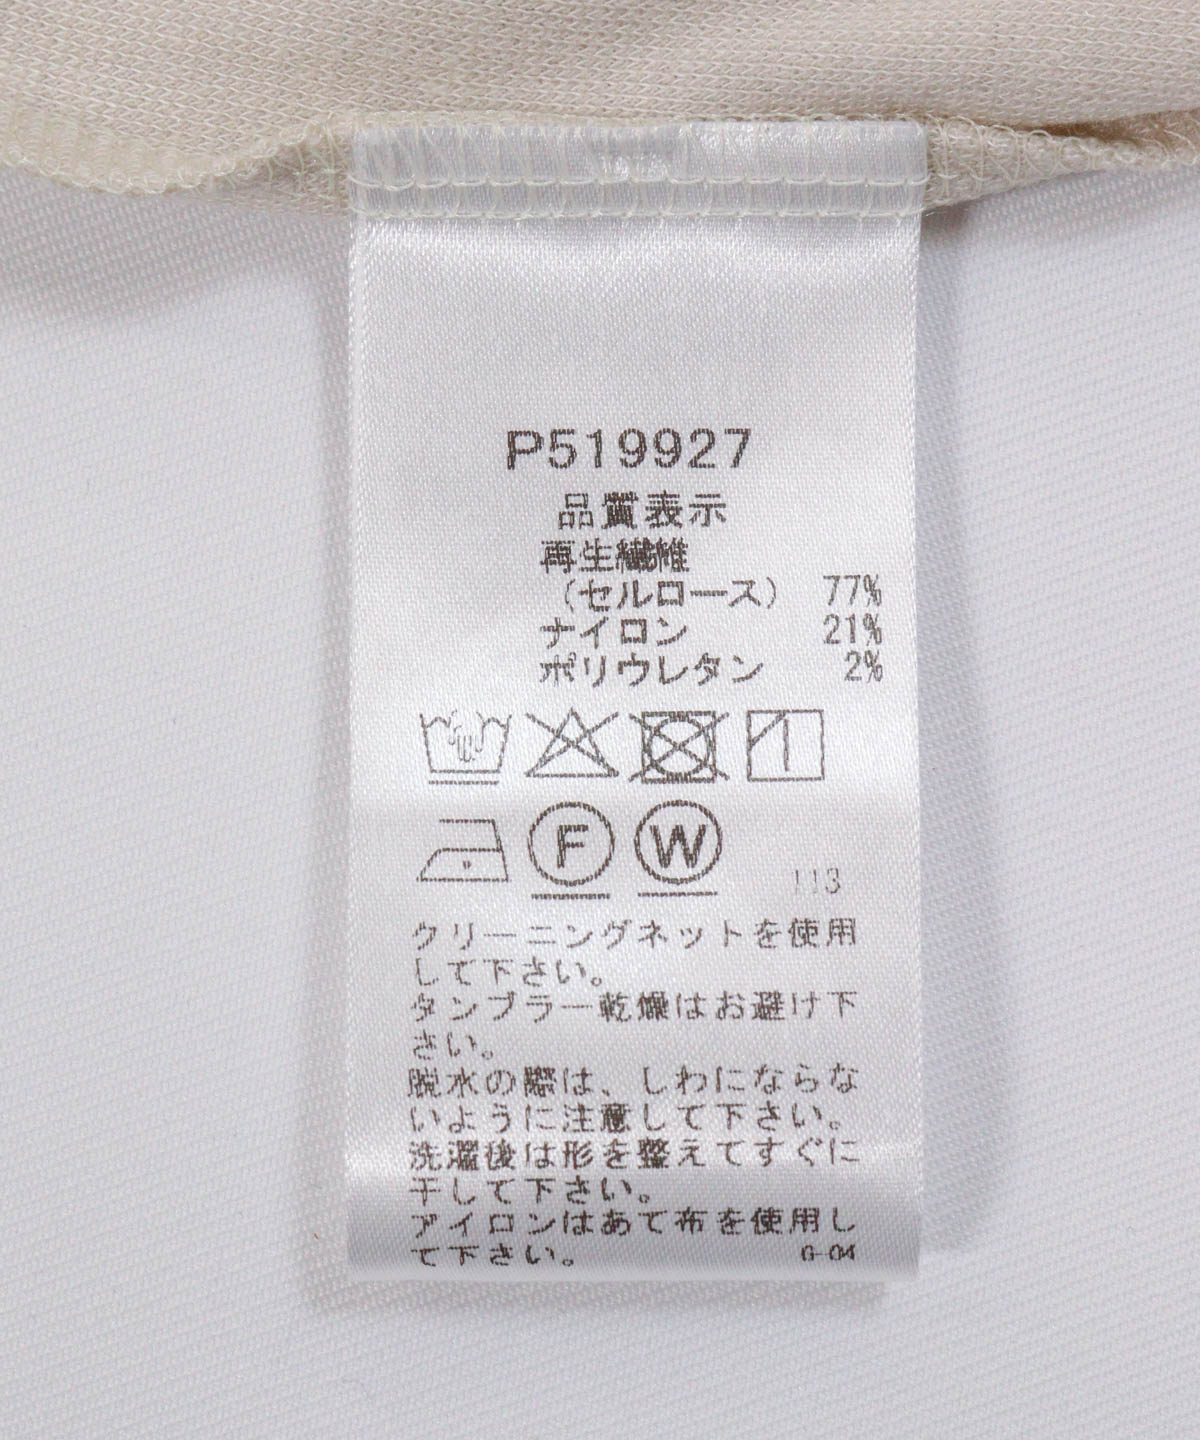 P519927
品質表示
再生繊維
(セルロース) 77%
ナイロン 21%
ポリウレタン 2%
F W 113
クリーニングネットを使用
して下さい。
タンブラー乾燥はお避け下
さい。
脱水の際は、しわにならな
いように注意して下さい。
洗濯後は形を整えてすぐに
干して下さい。
アイロンはあて布を使用し
て下さい。 G-04